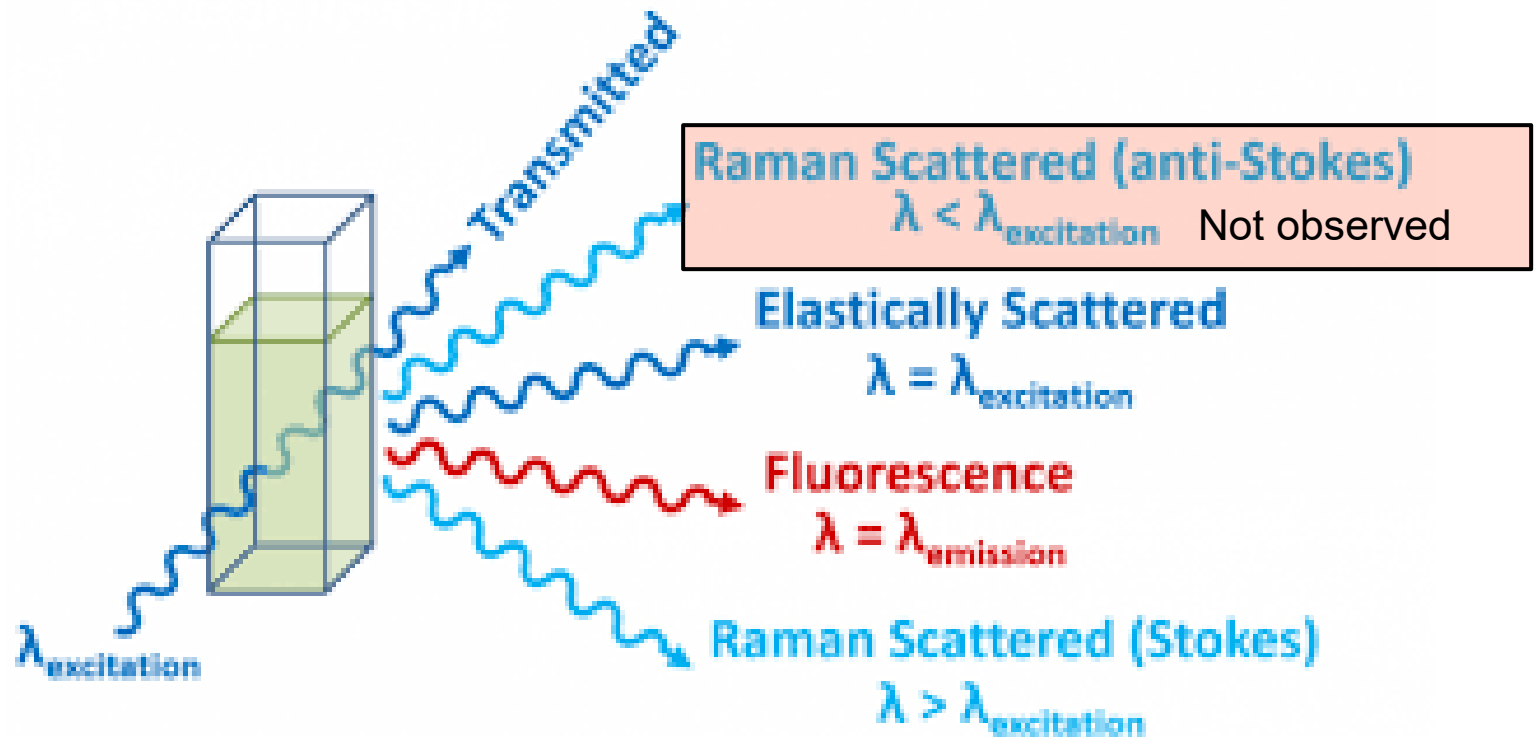 Transmitted
Raman Scattered (anti-Stokes)
λ < λexcitation Not observed
Elastically Scattered
λ = λexcitation
Fluorescence
λ = λemission
λexcitation
Raman Scattered (Stokes)
λ > λexcitation